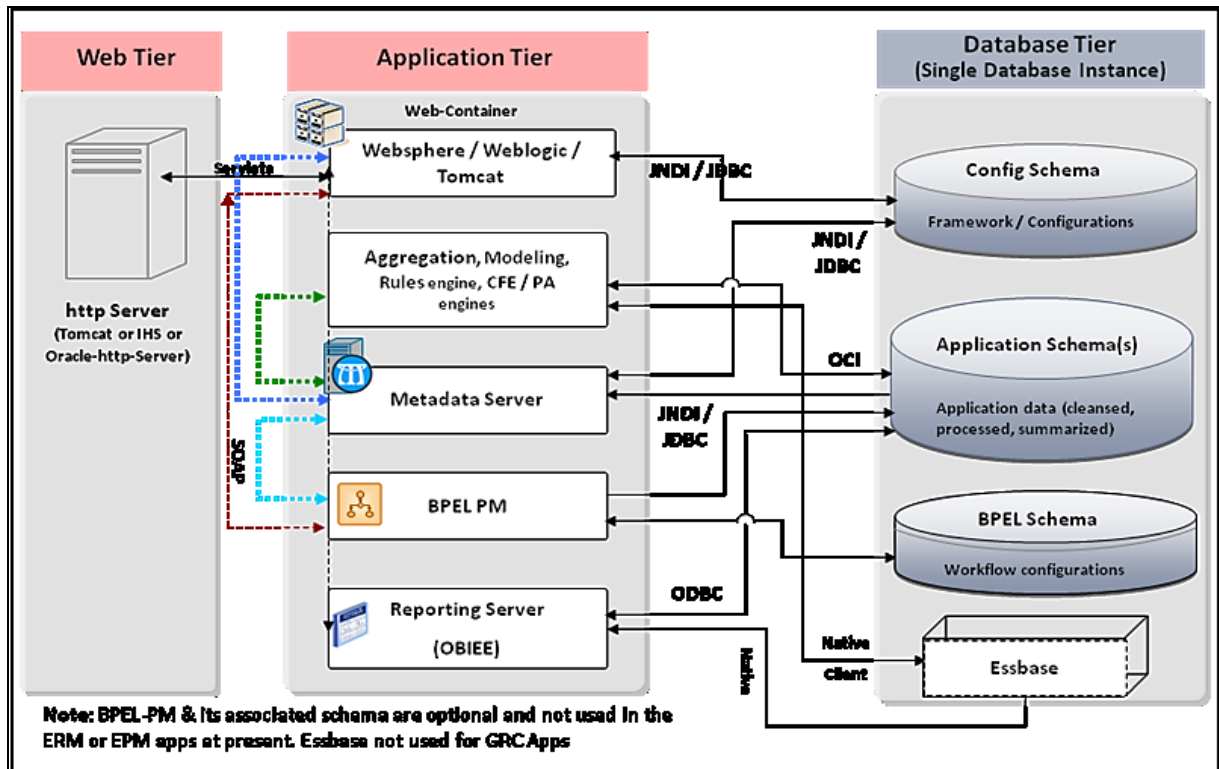 Web Tier
Application Tier
Database Tier
(Single Database Instance)
Web-Container
Websphere / Weblogic /
Tomcat
Servlets
http Server
(Tomcat or IHS or
Oracle-http-Server)
Aggregation, Modeling,
Rules engine, CFE / PA
engines
Metadata Server
SOAP
BPEL PM
Reporting Server
(OBIEE)
JNDI / JDBC
JNDI /
JDBC
OCI
JNDI /
JDBC
ODBC
Native
Native
Client
Config Schema
Framework / Configurations
Application Schema(s)
Application data (cleansed,
processed, summarized)
BPEL Schema
Workflow configurations
Essbase
Note: BPEL-PM & its associated schema are optional and not used in the
ERM or EPM apps at present. Essbase not used for GRC Apps